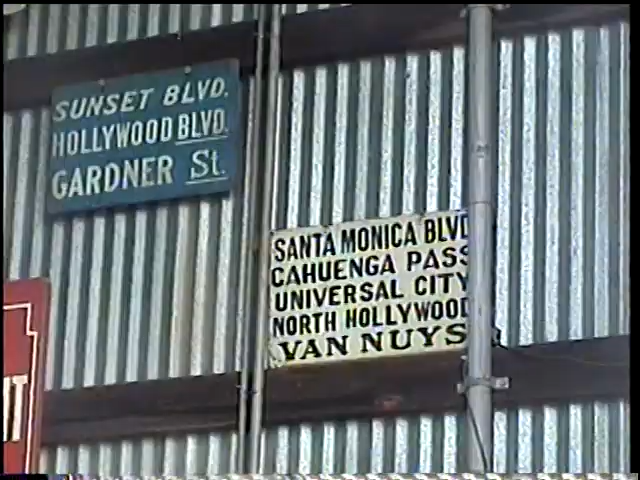 SUNSET BLVD.
HOLLYWOOD BLVD.
GARDNER St.
SANTA MONICA BLVD
CAHUENGA PASS
UNIVERSAL CITY
NORTH HOLLYWOOD
VAN NUYS